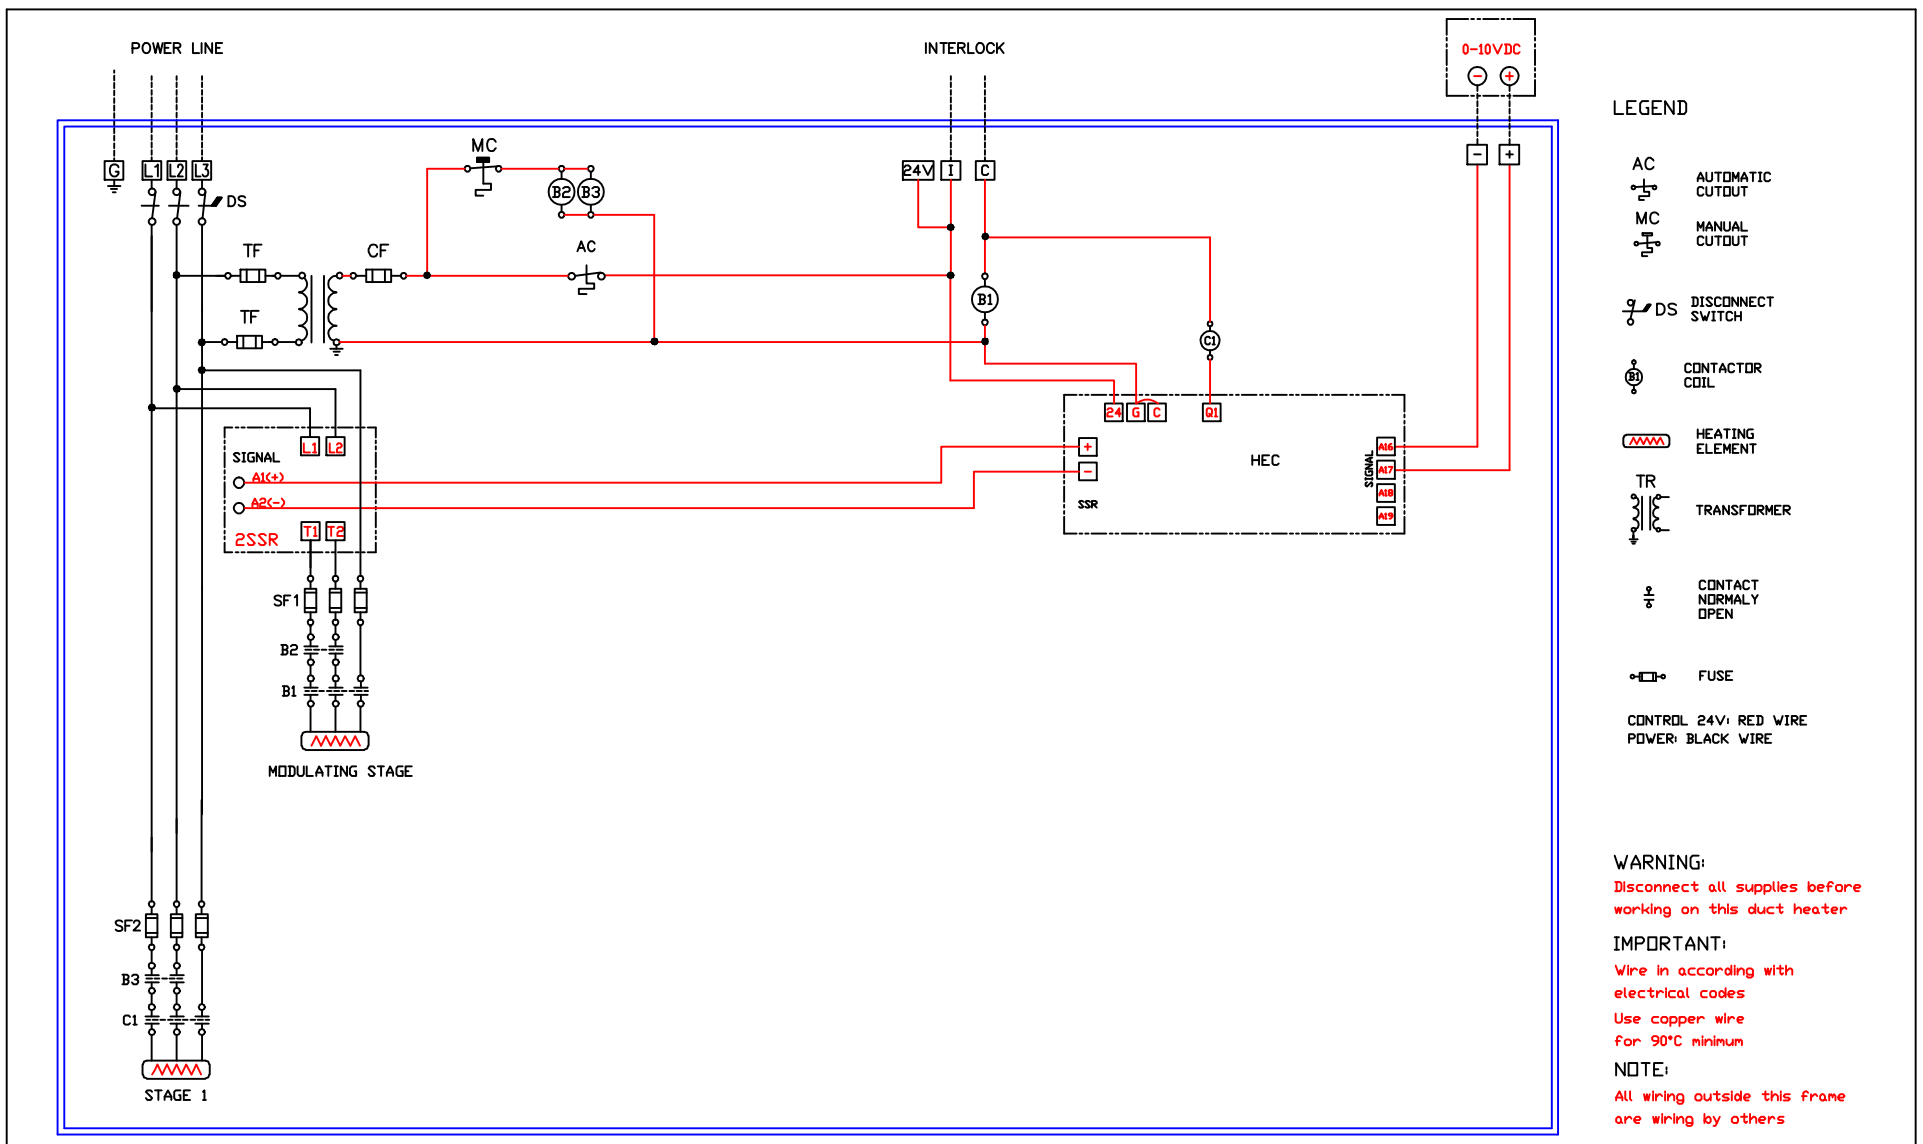 POWER LINE
INTERLOCK
0-10VDC
- +
LEGEND
G L1 L2 L3
DS
MC
B2 B3
24V I C
- +
AC
AUTOMATIC
CUTOUT
MC
MANUAL
CUTOUT
TF
CF
AC
TF
B1
C1
DS
DISCONNECT
SWITCH
B1
CONTACTOR
COIL
24 G C Q1
L1 L2
SIGNAL
A1(+)
A2(-)
T1 T2
2SSR
+
-
SSR
HEC
SIGNAL
A16
A17
A18
A19
HEATING
ELEMENT
TR
TRANSFORMER
CONTACT
NORMALY
OPEN
SF1
B2
B1
MODULATING STAGE
FUSE
CONTROL 24V: RED WIRE
POWER: BLACK WIRE
SF2
B3
C1
STAGE 1
WARNING:
Disconnect all supplies before
working on this duct heater
IMPORTANT:
Wire in according with
electrical codes
Use copper wire
for 90°C minimum
NOTE:
All wiring outside this frame
are wiring by others